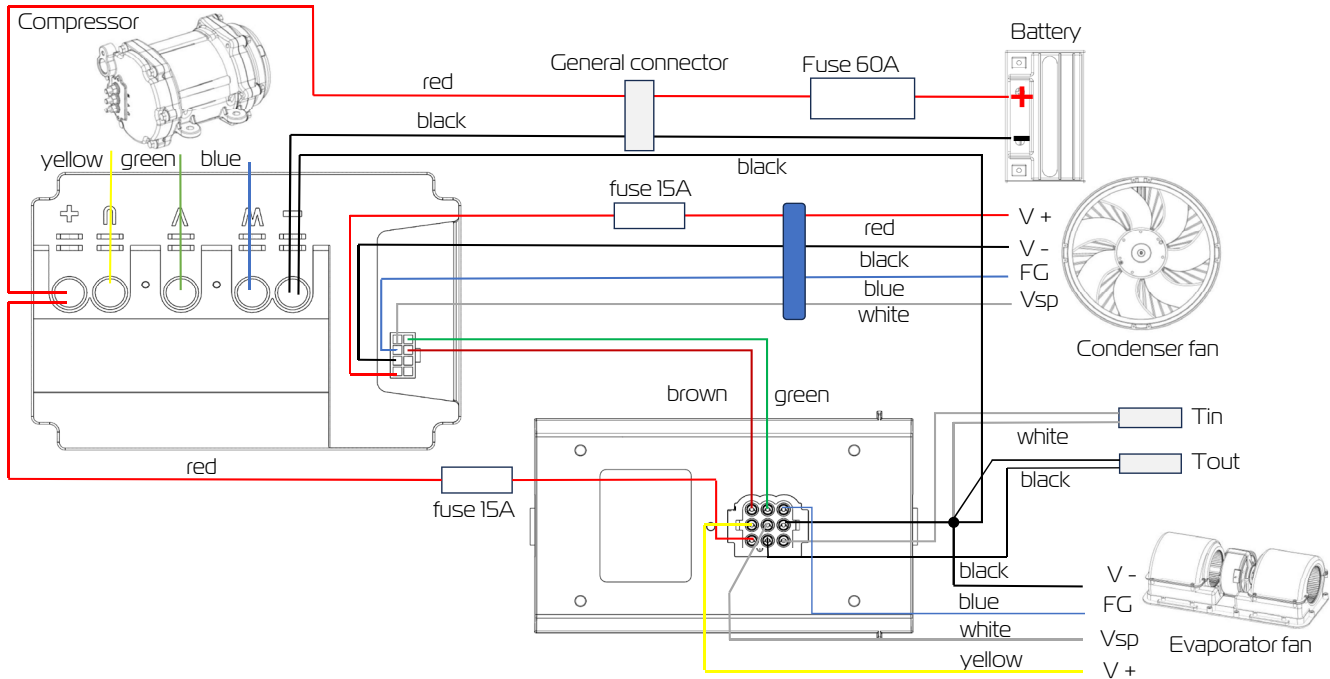 Compressor
Battery
General connector
Fuse 60A
red
black
black
yellow green blue
fuse 15A
+ U V W −
V +
red
V -
black
FG
blue
Vsp
white
Condenser fan
brown green
Tin
white
Tout
black
red
fuse 15A
black
V -
blue
FG
white
Vsp
Evaporator fan
yellow
V +
+
-